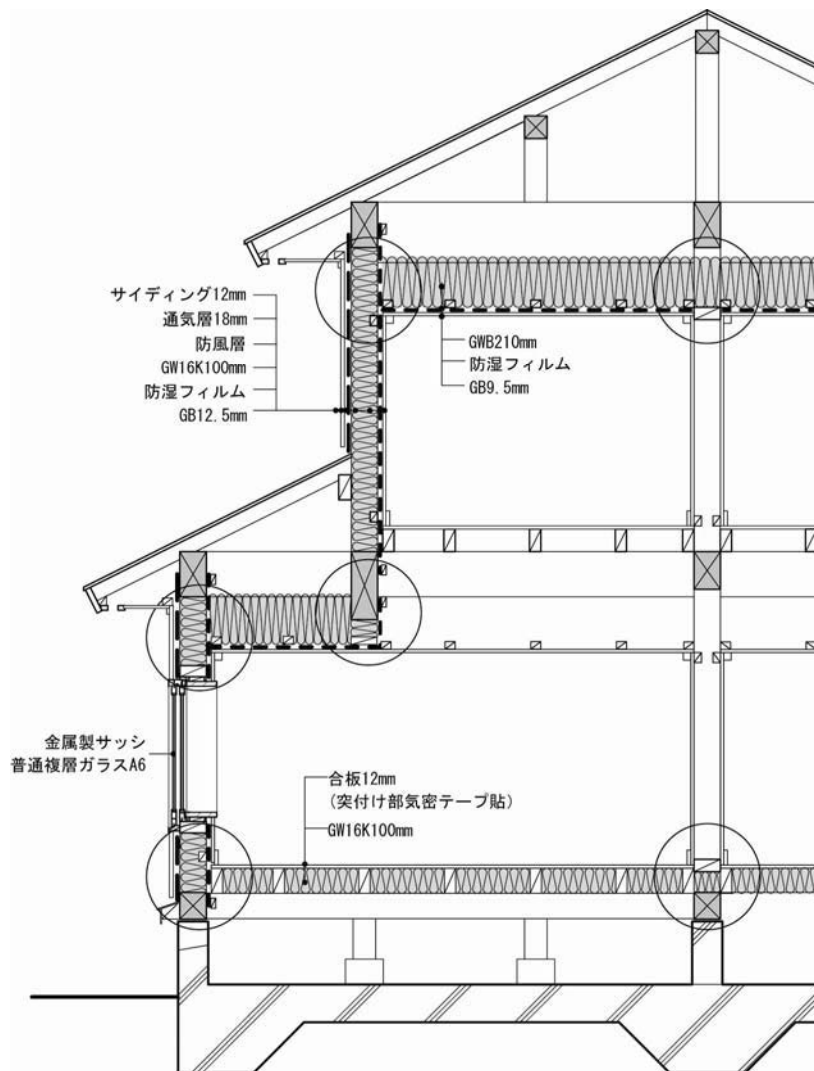 サイディング12mm
通気層18mm
防風層
GW16K100mm
防湿フィルム
GB12.5mm
GWB210mm
防湿フィルム
GB9.5mm
金属製サッシ
普通複層ガラスA6
合板12mm
(突付け部気密テープ貼)
GW16K100mm